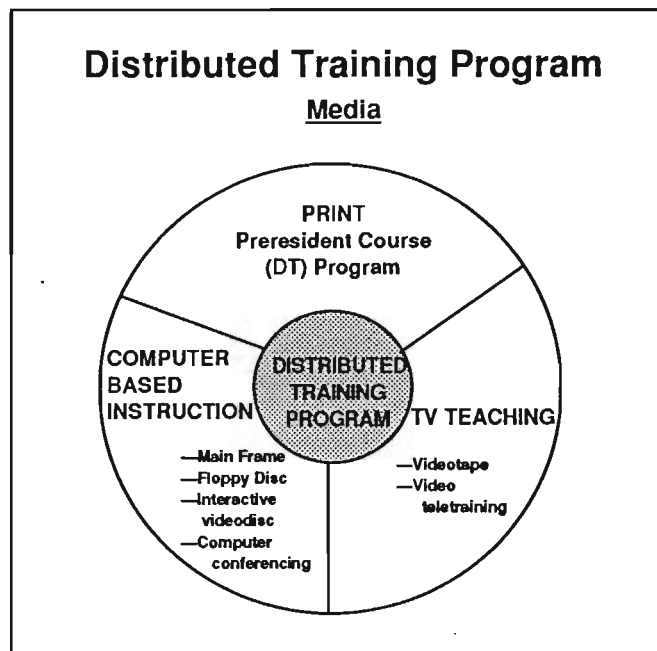 Distributed Training Program
Media
PRINT
Preresident Course
(DT) Program
COMPUTER
BASED
INSTRUCTION
—Main Frame
—Floppy Disc
—Interactive
videodisc
—Computer
conferencing
DISTRIBUTED
TRAINING
PROGRAM
TV TEACHING
—Videotape
—Video
teletraining